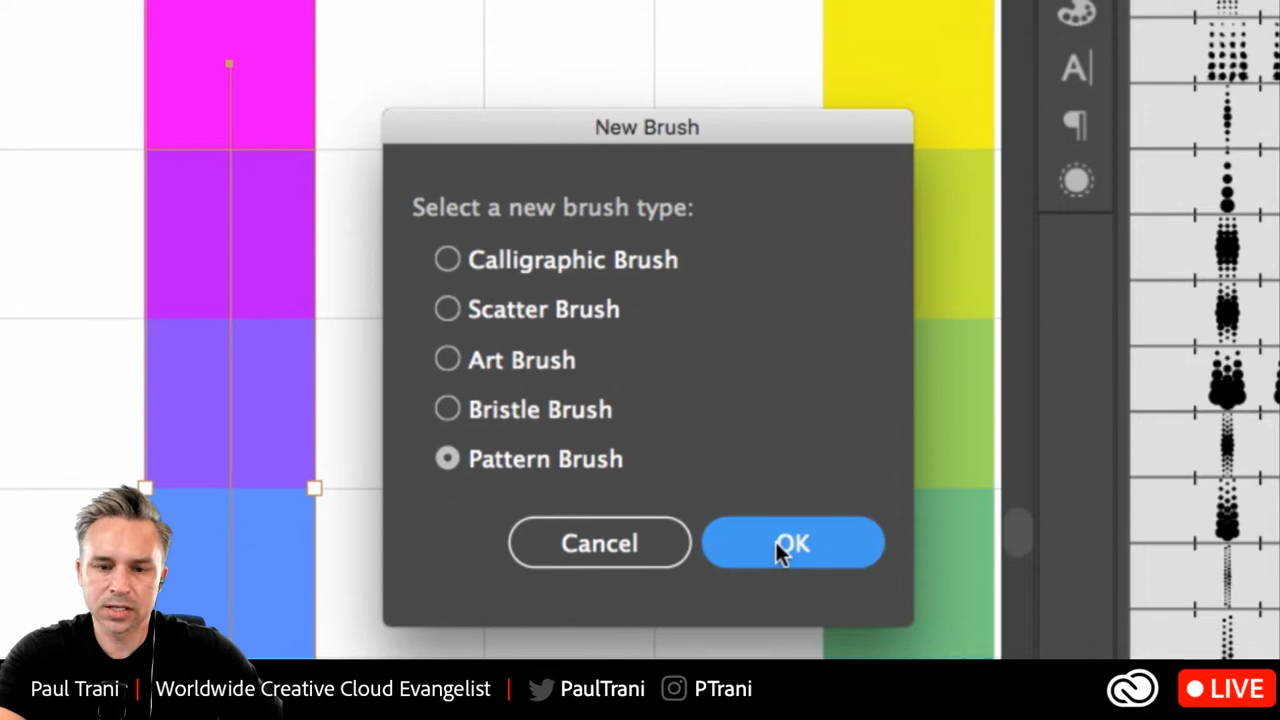 New Brush
Select a new brush type:
Calligraphic Brush
Scatter Brush
Art Brush
Bristle Brush
Pattern Brush
Cancel
OK
A
¶
Paul Trani | Worldwide Creative Cloud Evangelist | PaulTrani PTrani
LIVE